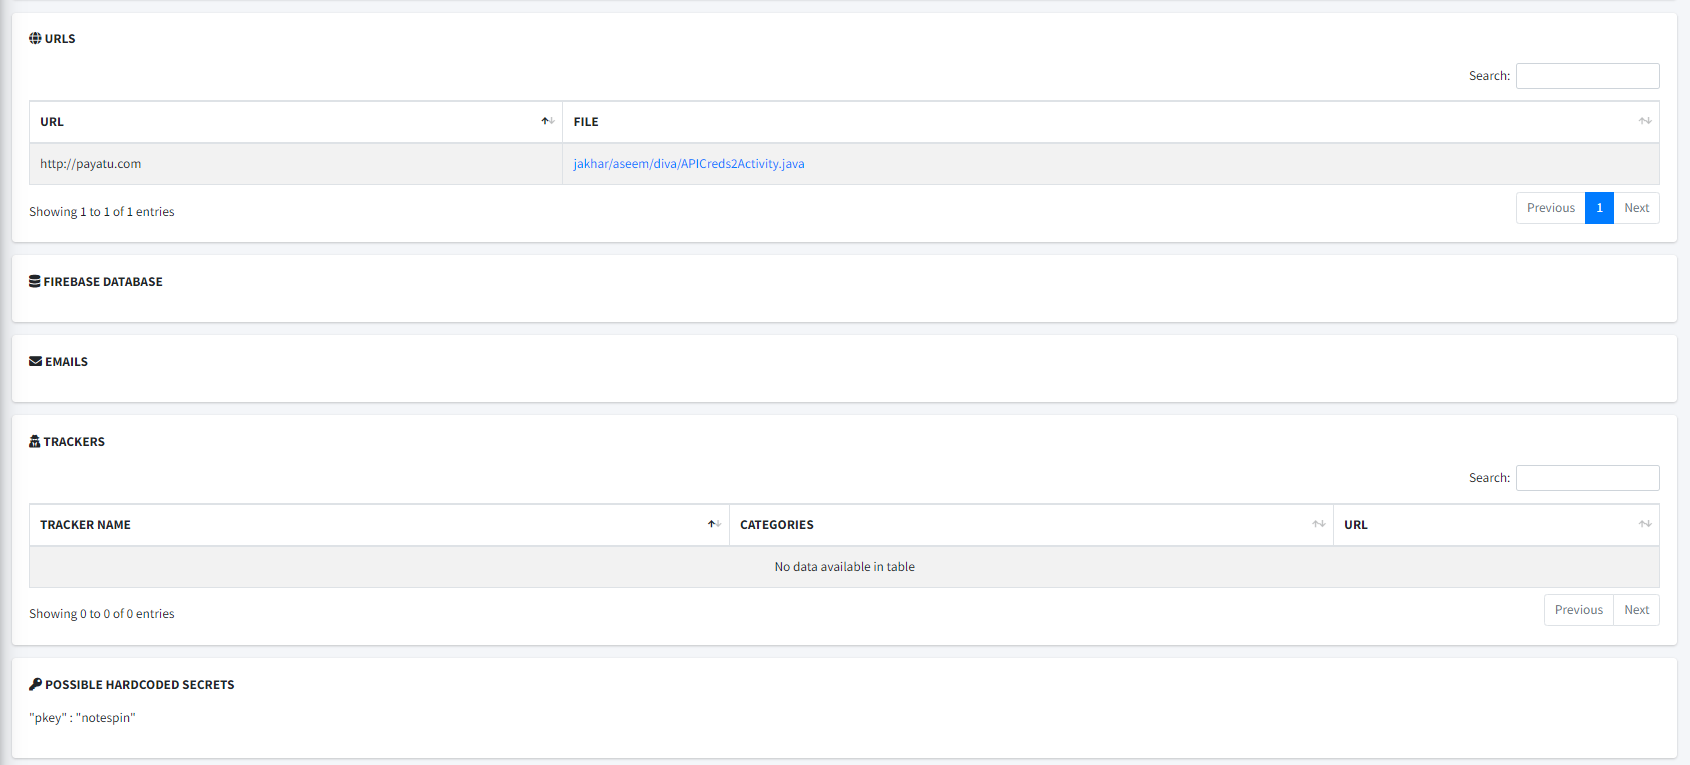 URLS
Search:
URL FILE
http://payatu.com jakhar/aseem/diva/APICreds2Activity.java
Showing 1 to 1 of 1 entries Previous 1 Next
FIREBASE DATABASE
EMAILS
TRACKERS
Search:
TRACKER NAME CATEGORIES URL
No data available in table
Showing 0 to 0 of 0 entries Previous Next
POSSIBLE HARDCODED SECRETS
"pkey" : "notespin"